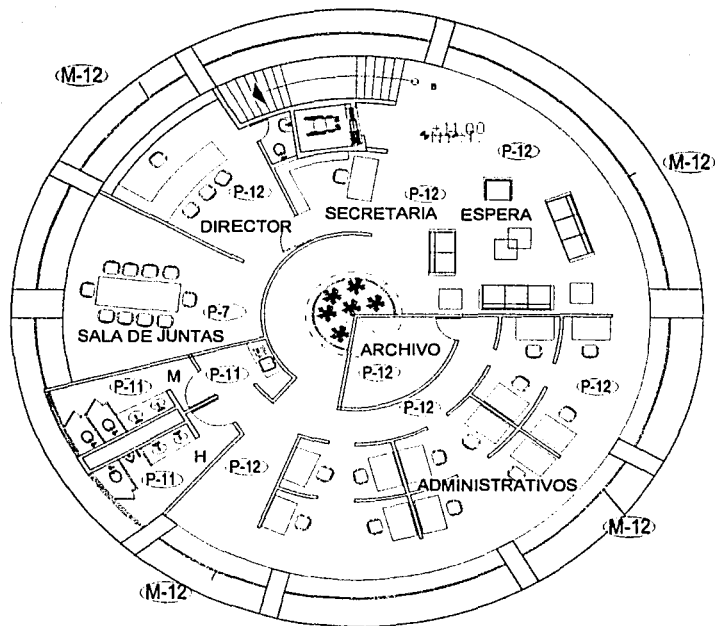 M-12
+11.00
P-12
M-12
P-12
P-12
SECRETARIA
ESPERA
DIRECTOR
P-7
SALA DE JUNTAS
ARCHIVO
P-11
M
P-11
P-12
P-12
P-12
H
P-12
P-11
ADMINISTRATIVOS
M-12
M-12